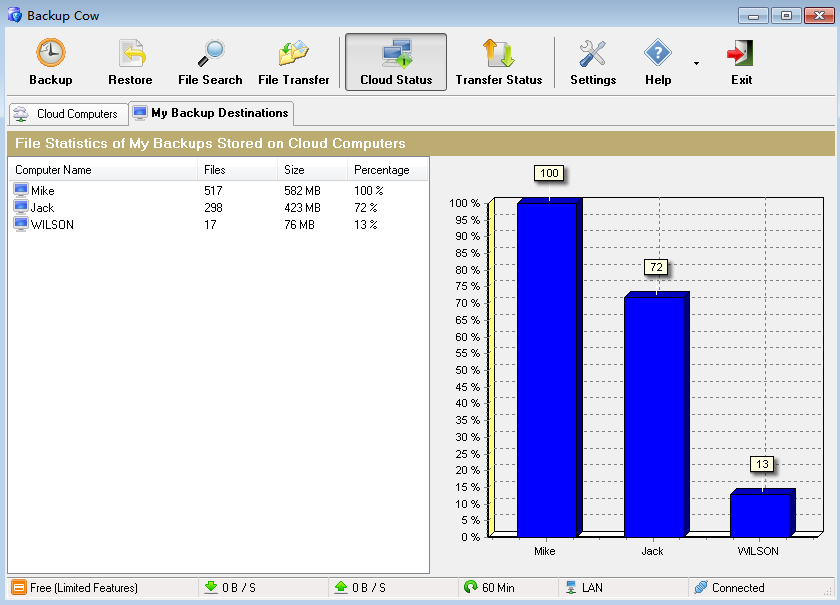 Backup Cow
Backup Restore File Search File Transfer Cloud Status Transfer Status Settings Help Exit
Cloud Computers My Backup Destinations
File Statistics of My Backups Stored on Cloud Computers
Computer Name Files Size Percentage
Mike 517 582 MB 100 %
Jack 298 423 MB 72 %
WILSON 17 76 MB 13 %
100
72
13
100 %
95 %
90 %
85 %
80 %
75 %
70 %
65 %
60 %
55 %
50 %
45 %
40 %
35 %
30 %
25 %
20 %
15 %
10 %
5 %
0 %
Mike Jack WILSON
Free (Limited Features) 0 B / S 0 B / S 60 Min LAN Connected